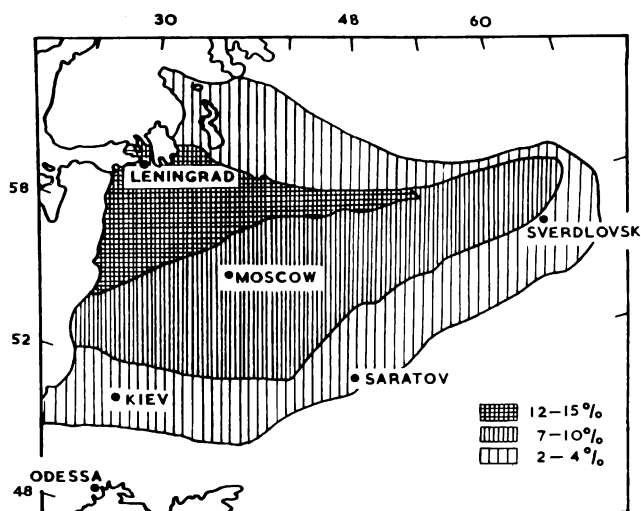 30 48 60
LENINGRAD
58
SVERDLOVSK
MOSCOW
52
SARATOV
KIEV
12–15%
7–10%
2–4%
ODESSA
48